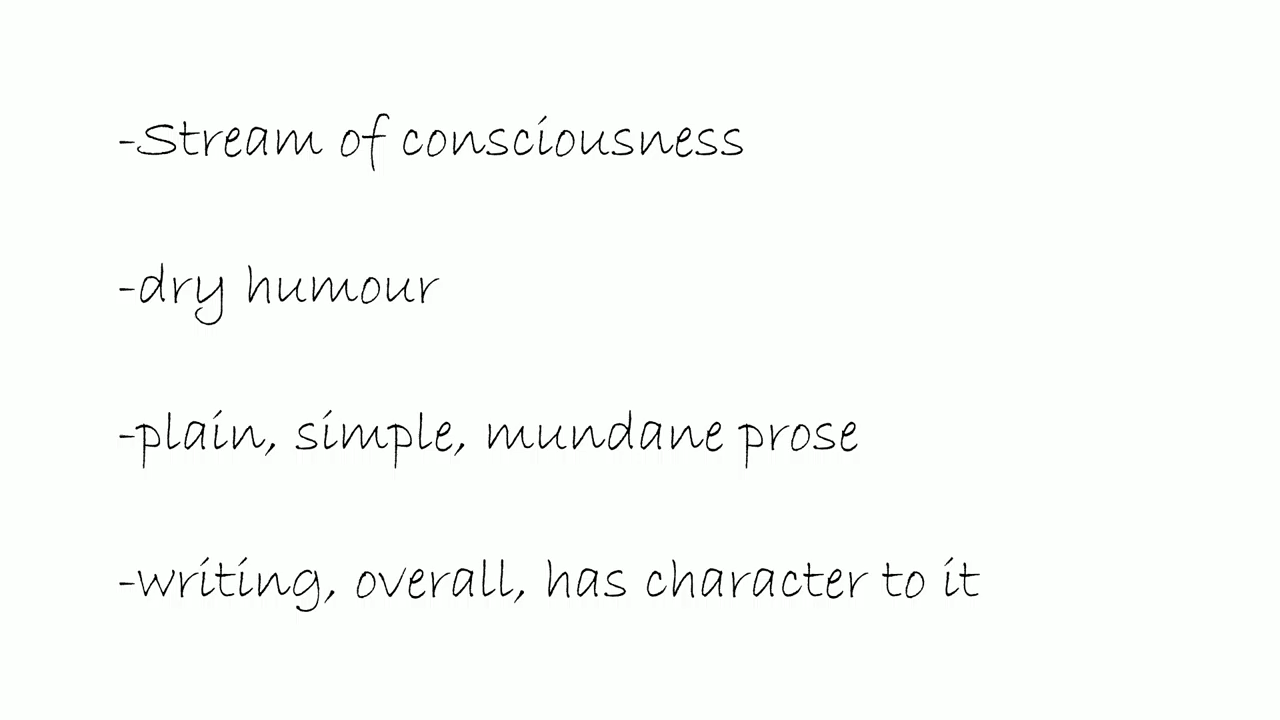 -Stream of consciousness
-dry humour
-plain, simple, mundane prose
-writing, overall, has character to it